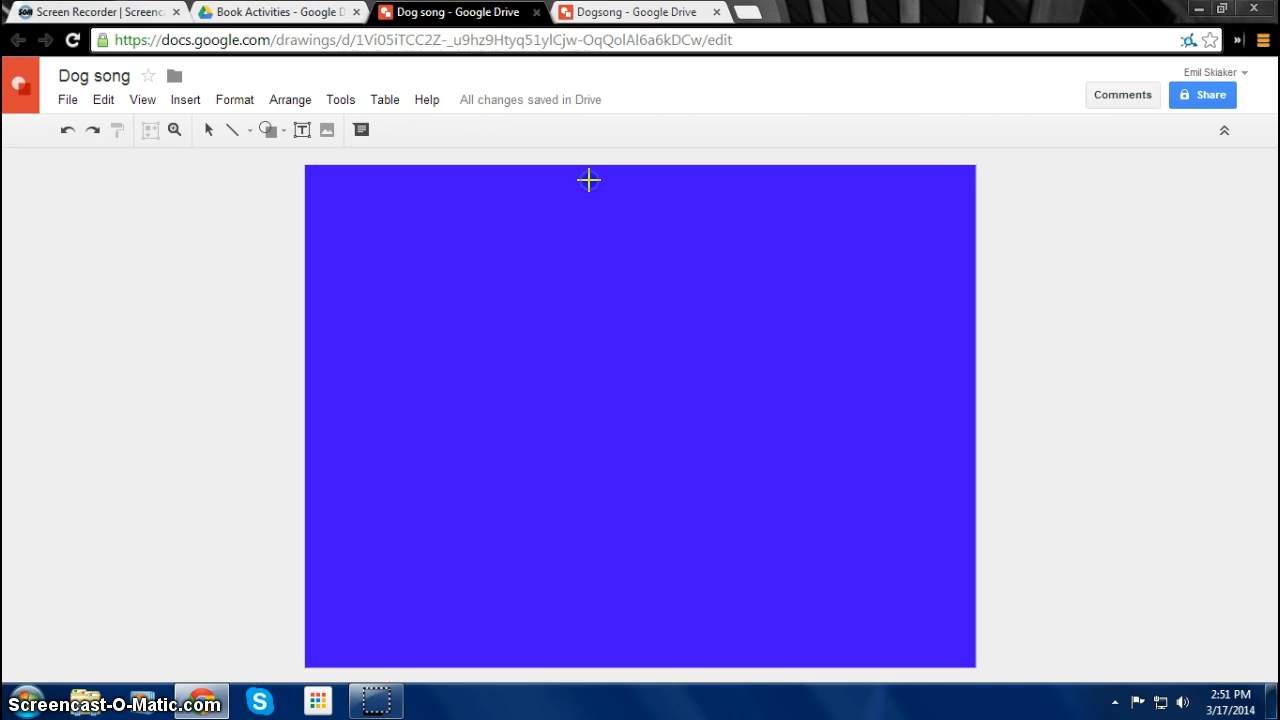 Screen Recorder | Screenc
Book Activities - Google D
Dog song - Google Drive
Dogsong - Google Drive
https://docs.google.com/drawings/d/1Vi05iTCC2Z-_u9hz9Htyq51ylCjw-OqQolAl6a6kDCw/edit
Dog song
Emil Skiaker
File Edit View Insert Format Arrange Tools Table Help All changes saved in Drive
Comments
Share
Screencast-O-Matic.com
2:51 PM
3/17/2014